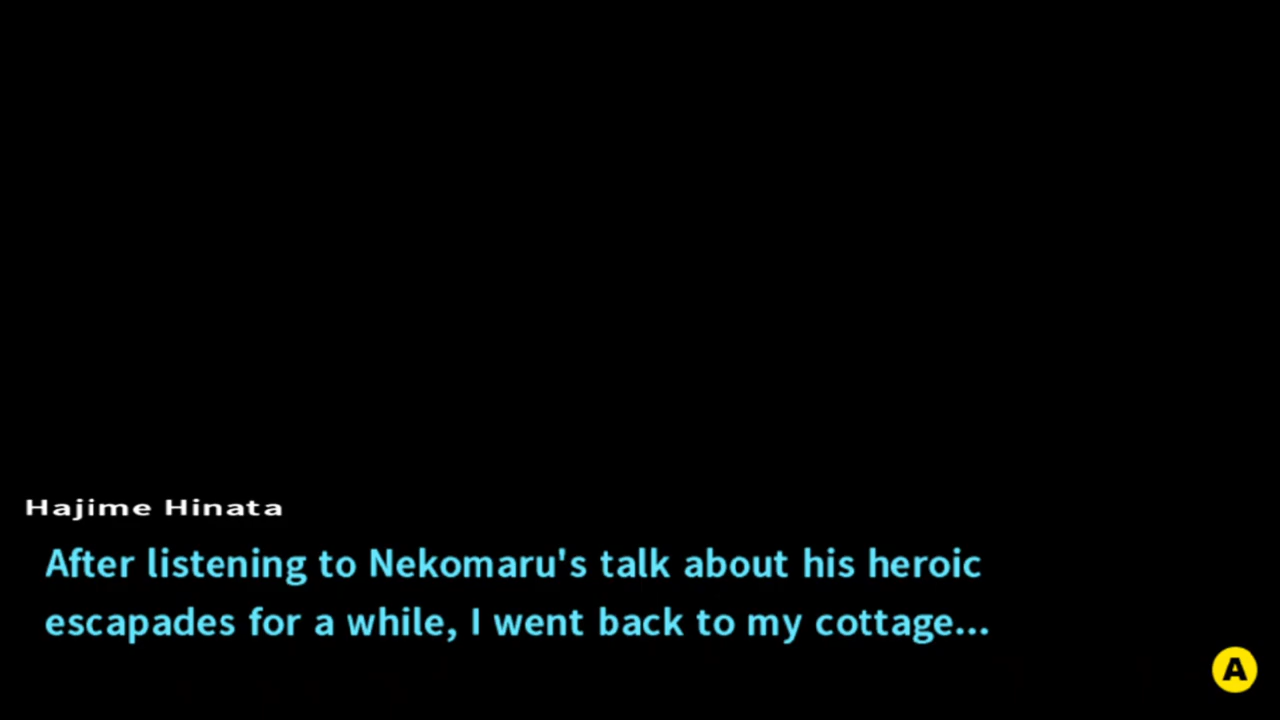 Hajime Hinata
After listening to Nekomaru's talk about his heroic
escapades for a while, I went back to my cottage...
A